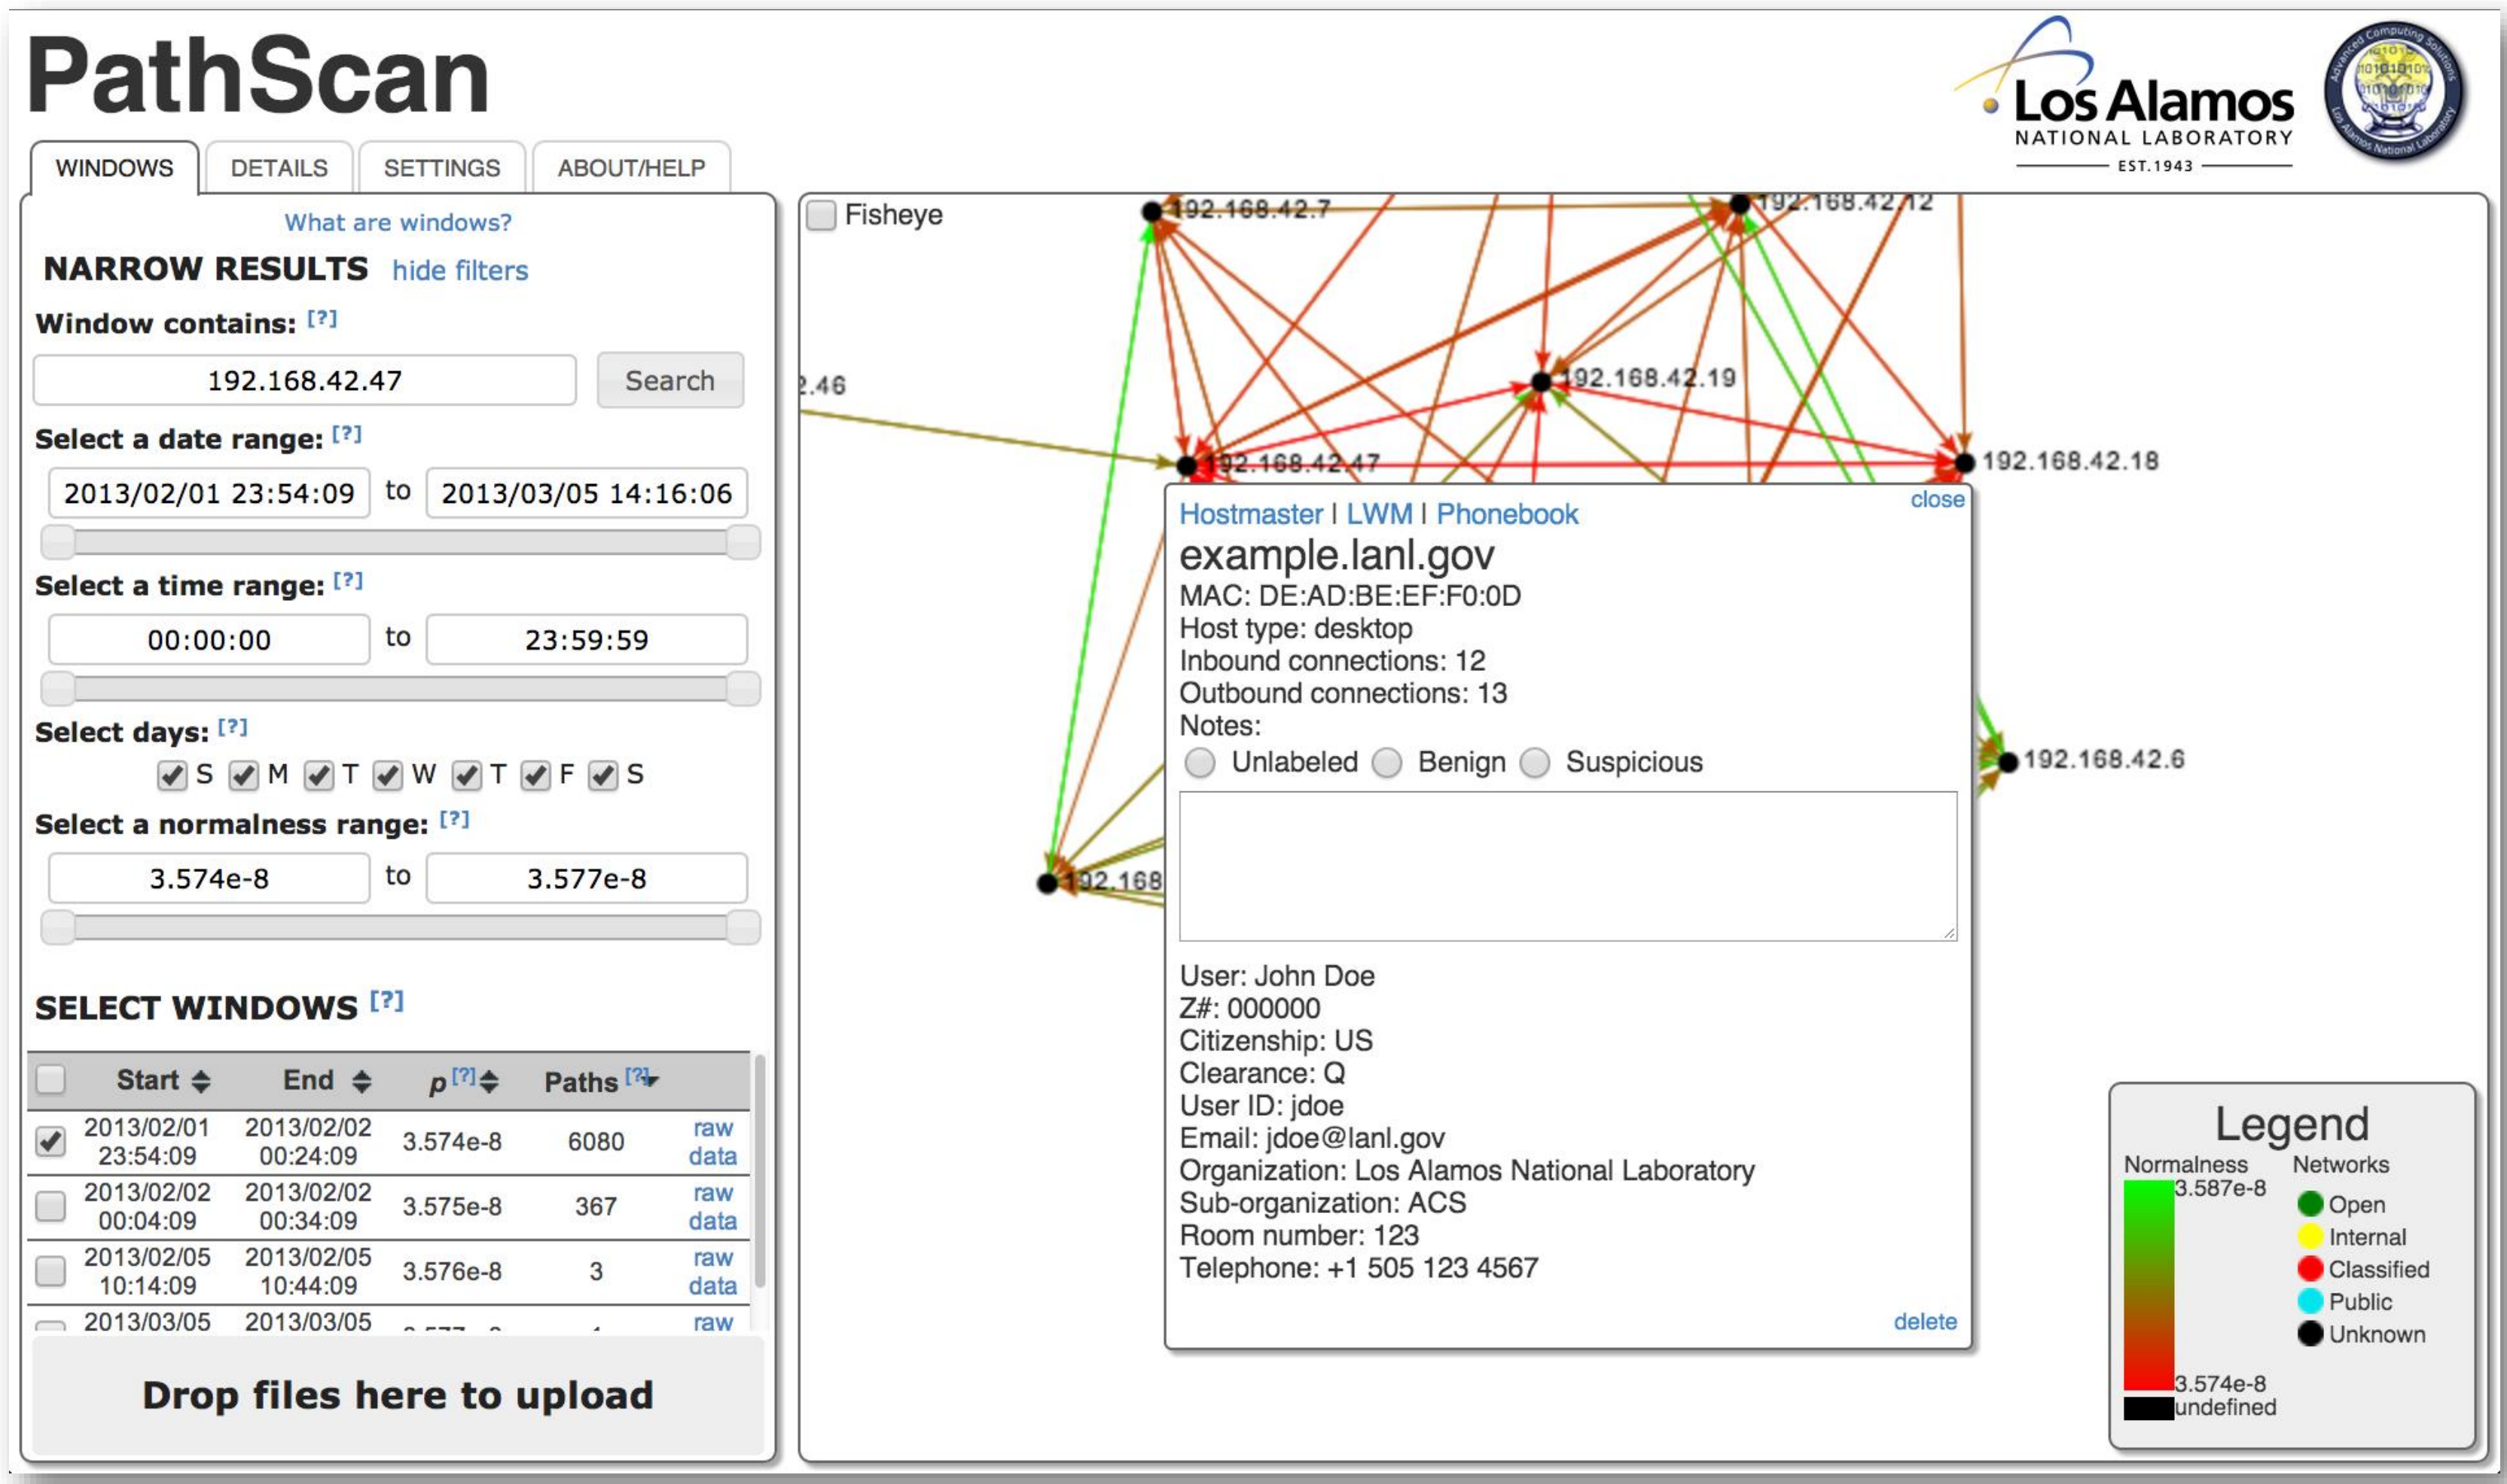 PathScan
Los Alamos
NATIONAL LABORATORY
EST.1943
Advanced Computing Solutions
Los Alamos National Laboratory
WINDOWS
DETAILS
SETTINGS
ABOUT/HELP
What are windows?
NARROW RESULTS hide filters
Window contains: [?]
192.168.42.47
Search
Select a date range: [?]
2013/02/01 23:54:09 to 2013/03/05 14:16:06
Select a time range: [?]
00:00:00 to 23:59:59
Select days: [?]
S M T W T F S
Select a normalness range: [?]
3.574e-8 to 3.577e-8
SELECT WINDOWS [?]
Start End p [?] Paths [?]
2013/02/01 23:54:09 2013/02/02 00:24:09 3.574e-8 6080 raw data
2013/02/02 00:04:09 2013/02/02 00:34:09 3.575e-8 367 raw data
2013/02/05 10:14:09 2013/02/05 10:44:09 3.576e-8 3 raw data
2013/03/05 2013/03/05 raw
Drop files here to upload
Fisheye
192.168.42.7
192.168.42.12
2.46
192.168.42.19
192.168.42.47
192.168.42.18
192.168.42.6
192.168
close
Hostmaster | LWM | Phonebook
example.lanl.gov
MAC: DE:AD:BE:EF:F0:0D
Host type: desktop
Inbound connections: 12
Outbound connections: 13
Notes:
Unlabeled Benign Suspicious
User: John Doe
Z#: 000000
Citizenship: US
Clearance: Q
User ID: jdoe
Email: jdoe@lanl.gov
Organization: Los Alamos National Laboratory
Sub-organization: ACS
Room number: 123
Telephone: +1 505 123 4567
delete
Legend
Normalness
3.587e-8
3.574e-8
undefined
Networks
Open
Internal
Classified
Public
Unknown